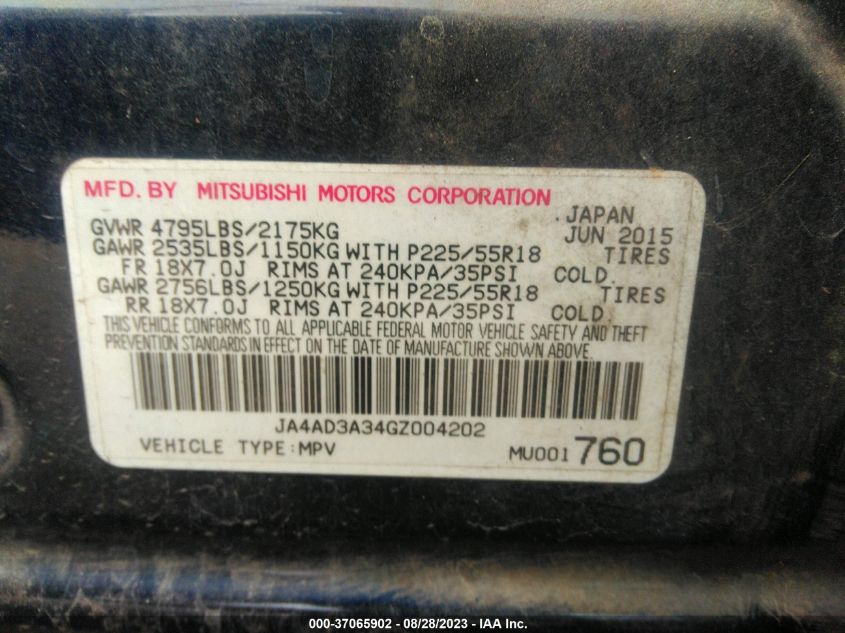 MFD. BY MITSUBISHI MOTORS CORPORATION
. JAPAN
GVWR 4795LBS/2175KG JUN 2015
GAWR 2535LBS/1150KG WITH P225/55R18 TIRES
FR 18X7.0J RIMS AT 240KPA/35PSI COLD.
GAWR 2756LBS/1250KG WITH P225/55R18 TIRES
RR 18X7.0J RIMS AT 240KPA/35PSI COLD.
THIS VEHICLE CONFORMS TO ALL APPLICABLE FEDERAL MOTOR VEHICLE SAFETY AND THEFT
PREVENTION STANDARDS IN EFFECT ON THE DATE OF MANUFACTURE SHOWN ABOVE.
JA4AD3A34GZ004202
VEHICLE TYPE:MPV MU001760
000-37065902 - 08/28/2023 - IAA Inc.